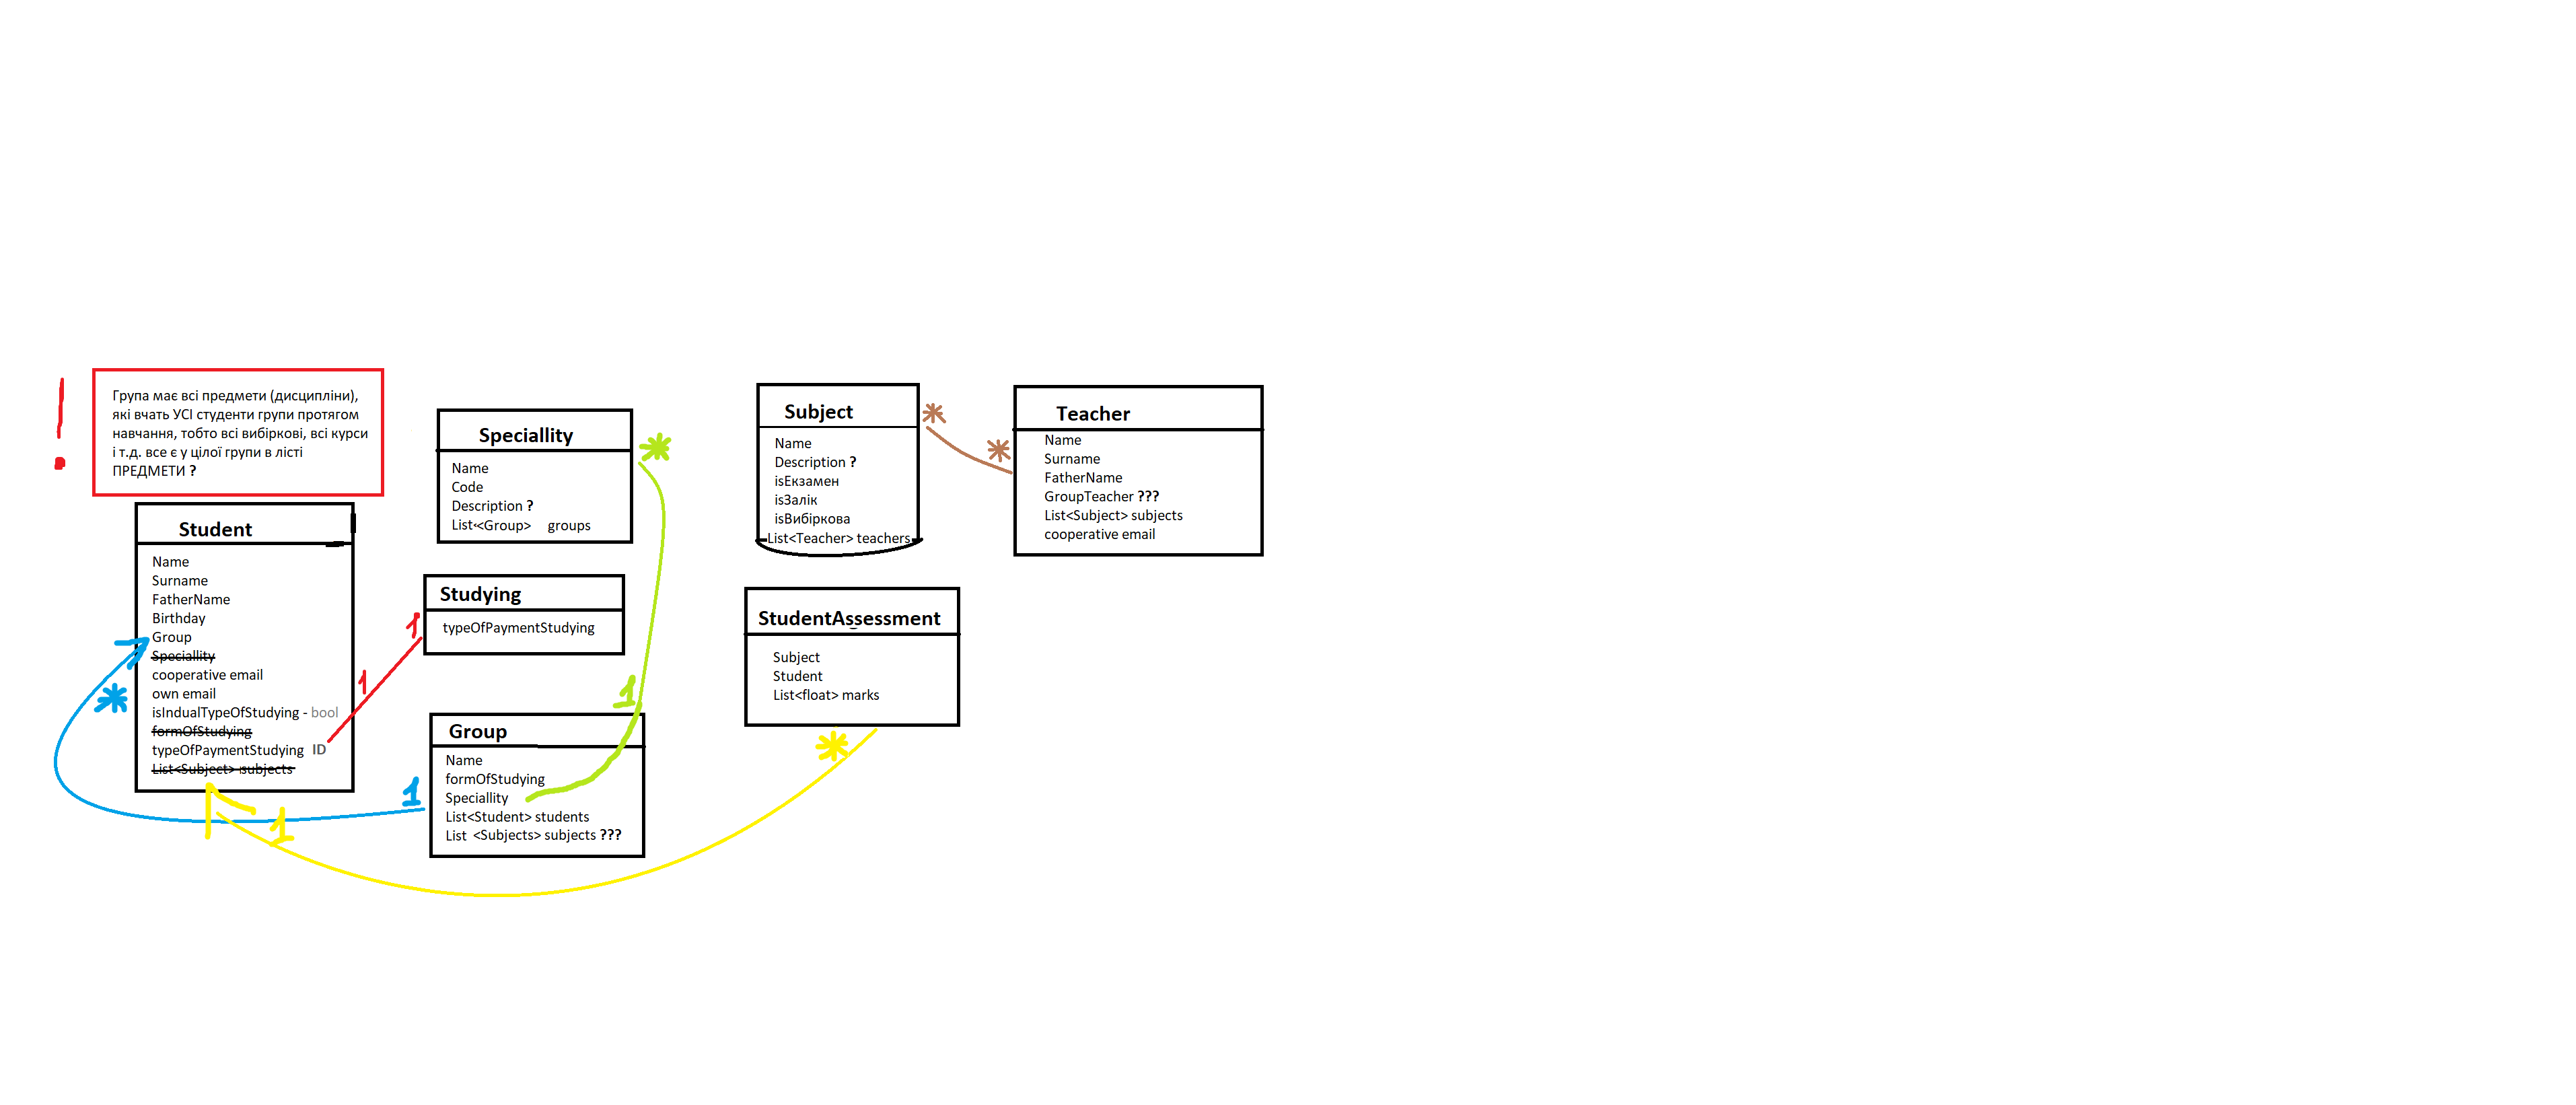 !
Група має всі предмети (дисципліни),
які вчать УСІ студенти групи протягом
навчання, тобто всі вибіркові, всі курси
і т.д. все є у цілої групи в лісті
ПРЕДМЕТИ ?
Student
Name
Surname
FatherName
Birthday
Group
Speciallity
cooperative email
own email
isIndualTypeOfStudying - bool
formOfStudying
typeOfPaymentStudying ID
List<Subject> subjects
*
1
1
Speciallity
Name
Code
Description ?
List<Group> groups
*
Studying
typeOfPaymentStudying
1
Group
Name
formOfStudying
Speciallity
List<Student> students
List <Subjects> subjects ???
1
1
Subject
Name
Description ?
isЕкзамен
isЗалік
isВибіркова
List<Teacher> teachers
*
*
Teacher
Name
Surname
FatherName
GroupTeacher ???
List<Subject> subjects
cooperative email
StudentAssessment
Subject
Student
List<float> marks
*